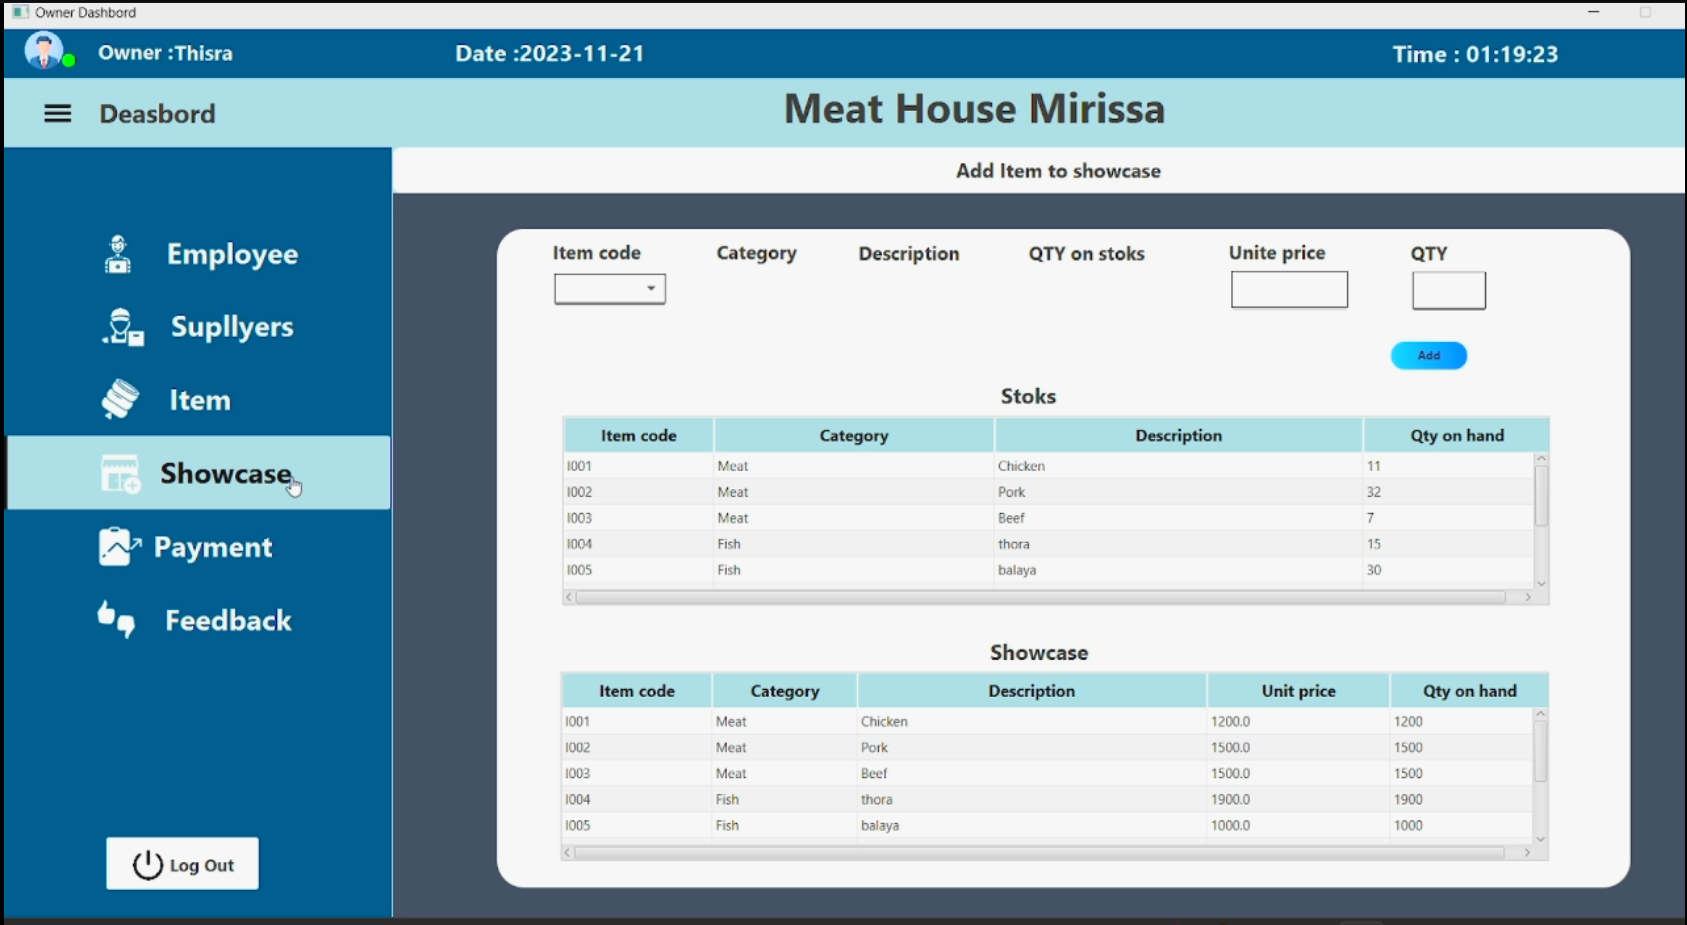 Owner Dashbord
Owner :Thisra Date :2023-11-21 Time : 01:19:23
Deasbord Meat House Mirissa
Add Item to showcase
Employee
Supllyers
Item
Showcase
Payment
Feedback
Log Out
Item code Category Description QTY on stoks Unite price QTY
Add
Stoks
Item code Category Description Qty on hand
I001 Meat Chicken 11
I002 Meat Pork 32
I003 Meat Beef 7
I004 Fish thora 15
I005 Fish balaya 30
Showcase
Item code Category Description Unit price Qty on hand
I001 Meat Chicken 1200.0 1200
I002 Meat Pork 1500.0 1500
I003 Meat Beef 1500.0 1500
I004 Fish thora 1900.0 1900
I005 Fish balaya 1000.0 1000